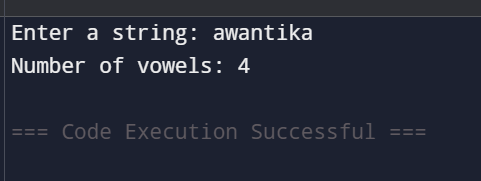 Enter a string: awantika
Number of vowels: 4
=== Code Execution Successful ===